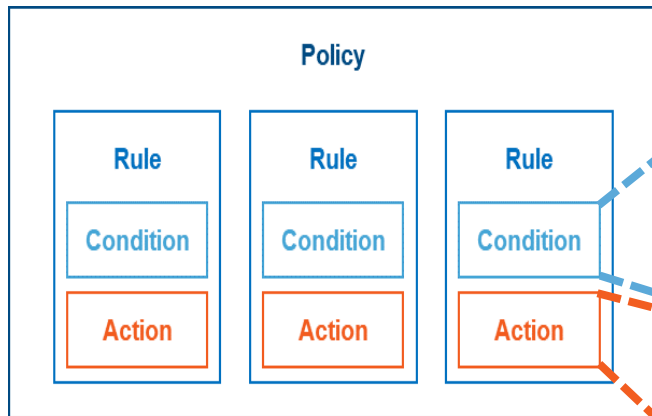 Policy
Rule
Condition
Action
Rule
Condition
Action
Rule
Condition
Action